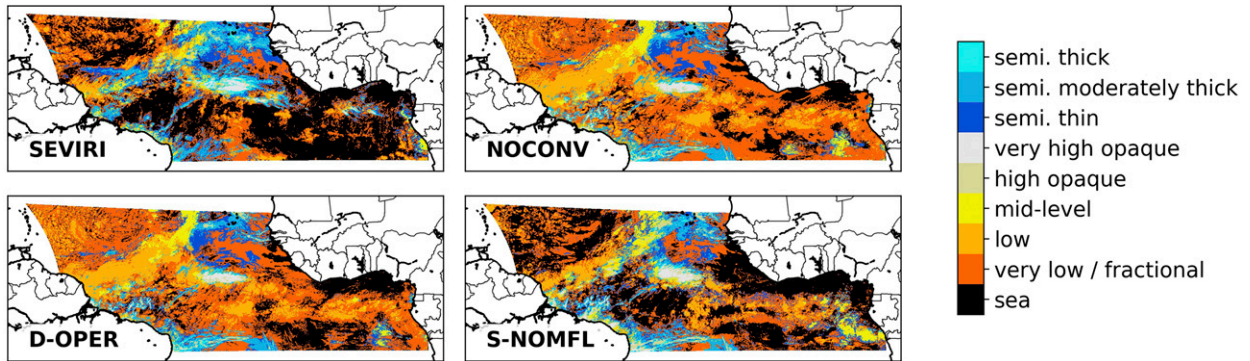 SEVIRI
NOCONV
D-OPER
S-NOMFL
semi. thick
semi. moderately thick
semi. thin
very high opaque
high opaque
mid-level
low
very low / fractional
sea